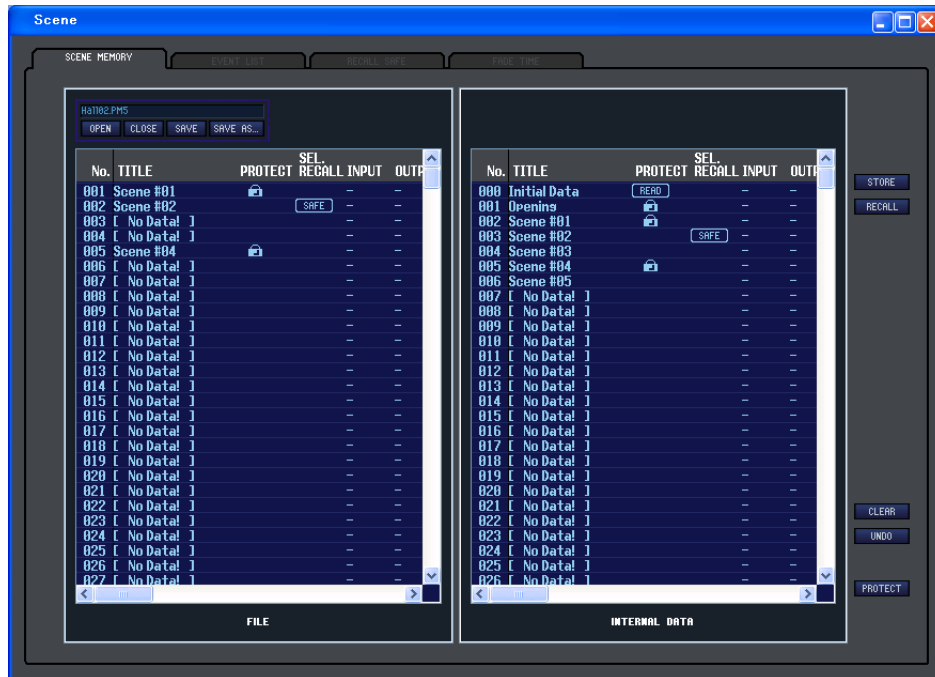 Scene
SCENE MEMORY EVENT LIST RECALL SAFE FADE TIME
Hall02.PM5
OPEN CLOSE SAVE SAVE AS...
No. TITLE PROTECT SEL. RECALL INPUT OUTP
001 Scene #01 - -
002 Scene #02 SAFE - -
003 [ No Data! ] - -
004 [ No Data! ] - -
005 Scene #04 - -
006 [ No Data! ] - -
007 [ No Data! ] - -
008 [ No Data! ] - -
009 [ No Data! ] - -
010 [ No Data! ] - -
011 [ No Data! ] - -
012 [ No Data! ] - -
013 [ No Data! ] - -
014 [ No Data! ] - -
015 [ No Data! ] - -
016 [ No Data! ] - -
017 [ No Data! ] - -
018 [ No Data! ] - -
019 [ No Data! ] - -
020 [ No Data! ] - -
021 [ No Data! ] - -
022 [ No Data! ] - -
023 [ No Data! ] - -
024 [ No Data! ] - -
025 [ No Data! ] - -
026 [ No Data! ] - -
027 [ No Data! ] - -
FILE
No. TITLE PROTECT SEL. RECALL INPUT OUTP
000 Initial Data READ - -
001 Opening - -
002 Scene #01 - -
003 Scene #02 SAFE - -
004 Scene #03 - -
005 Scene #04 - -
006 Scene #05 - -
007 [ No Data! ] - -
008 [ No Data! ] - -
009 [ No Data! ] - -
010 [ No Data! ] - -
011 [ No Data! ] - -
012 [ No Data! ] - -
013 [ No Data! ] - -
014 [ No Data! ] - -
015 [ No Data! ] - -
016 [ No Data! ] - -
017 [ No Data! ] - -
018 [ No Data! ] - -
019 [ No Data! ] - -
020 [ No Data! ] - -
021 [ No Data! ] - -
022 [ No Data! ] - -
023 [ No Data! ] - -
024 [ No Data! ] - -
025 [ No Data! ] - -
026 [ No Data! ] - -
INTERNAL DATA
STORE
RECALL
CLEAR
UNDO
PROTECT